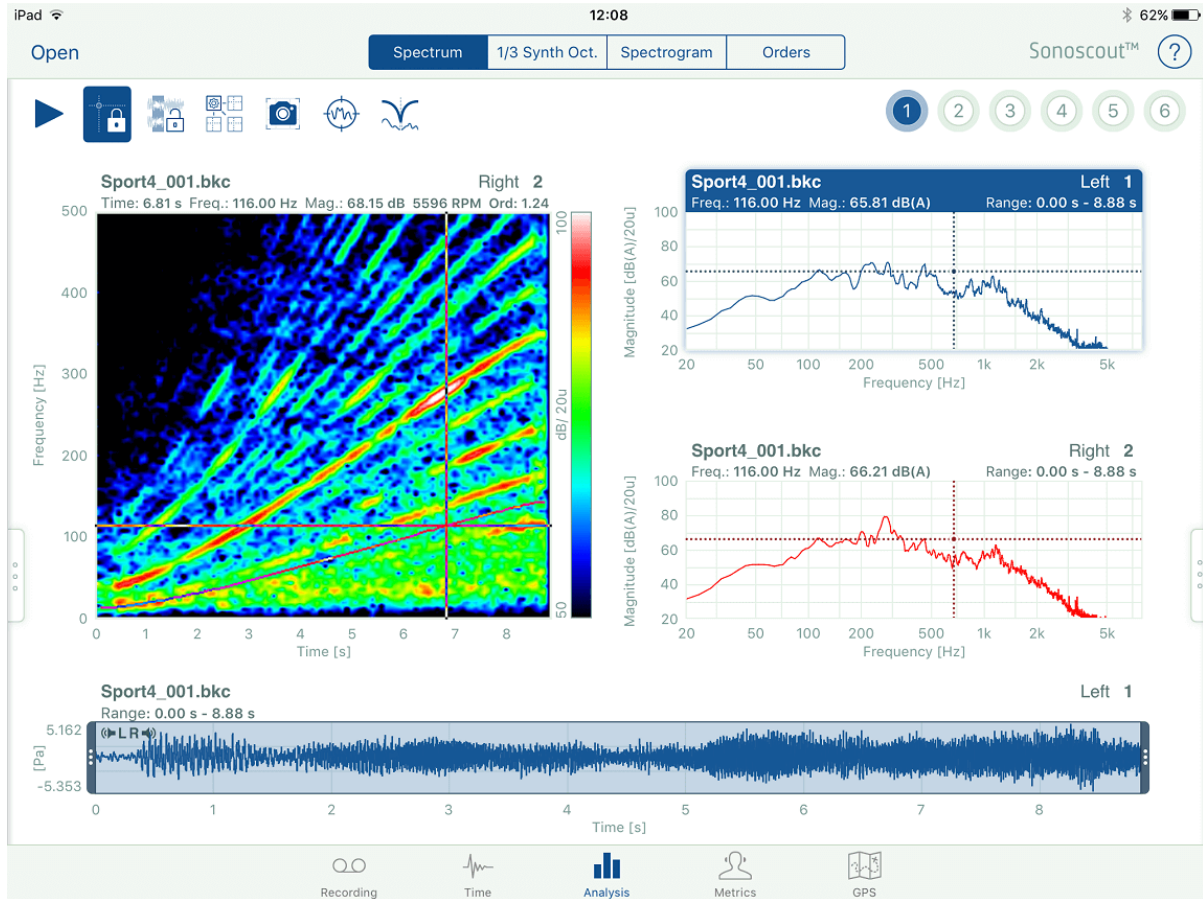 iPad 12:08 62%
Open Spectrum 1/3 Synth Oct. Spectrogram Orders Sonoscout™ ?
1 2 3 4 5 6
Sport4_001.bkc Right 2
Time: 6.81 s Freq.: 116.00 Hz Mag.: 68.15 dB 5596 RPM Ord: 1.24
500
400
300
200
100
0
Frequency [Hz]
0 1 2 3 4 5 6 7 8
Time [s]
100
dB/ 20u
50
Sport4_001.bkc Left 1
Freq.: 116.00 Hz Mag.: 65.81 dB(A) Range: 0.00 s - 8.88 s
100
80
60
40
20
Magnitude [dB(A)/20u]
20 50 100 200 500 1k 2k 5k
Frequency [Hz]
Sport4_001.bkc Right 2
Freq.: 116.00 Hz Mag.: 66.21 dB(A) Range: 0.00 s - 8.88 s
100
80
60
40
20
Magnitude [dB(A)/20u]
20 50 100 200 500 1k 2k 5k
Frequency [Hz]
Sport4_001.bkc Left 1
Range: 0.00 s - 8.88 s
5.162
[Pa]
-5.353
L R
0 1 2 3 4 5 6 7 8
Time [s]
Recording Time Analysis Metrics GPS